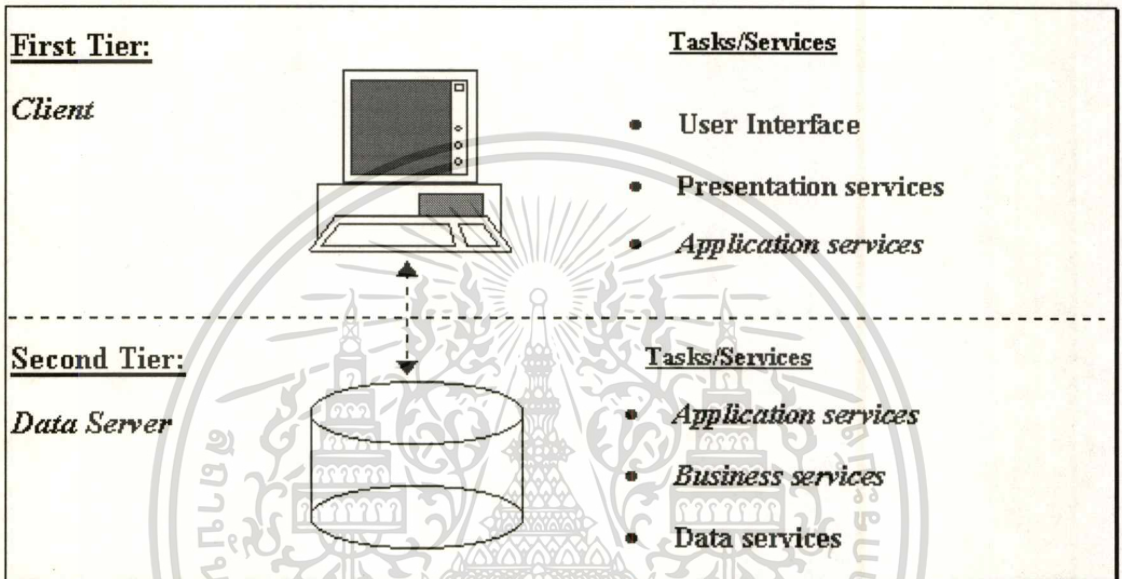 First Tier:
Client
Tasks/Services
• User Interface
• Presentation services
• Application services
Second Tier:
Data Server
Tasks/Services
• Application services
• Business services
• Data services